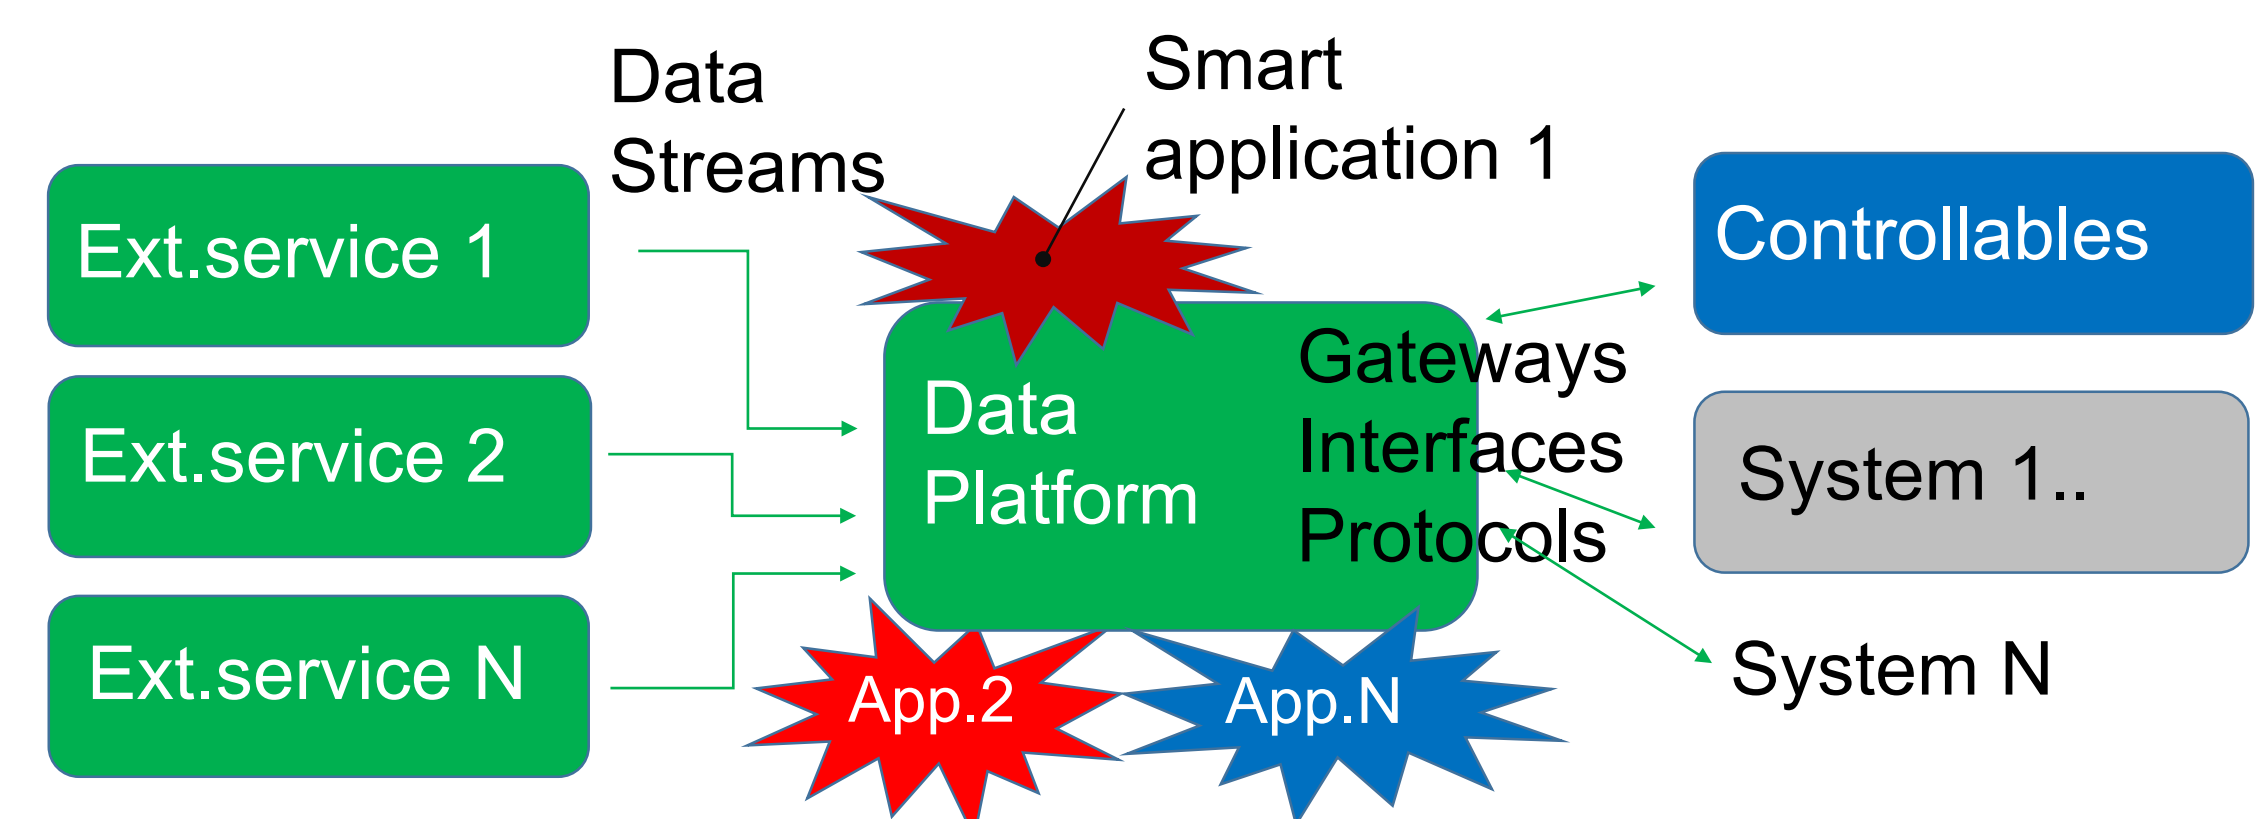 Data
Streams
Smart
application 1
Ext.service 1
Ext.service 2
Ext.service N
Data
Platform
Gateways
Interfaces
Protocols
Controllables
System 1..
System N
App.2
App.N